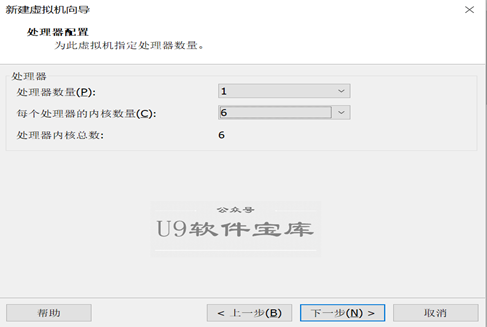 新建虚拟机向导
处理器配置
为此虚拟机指定处理器数量。
处理器
处理器数量(P): 1
每个处理器的内核数量(C): 6
处理器内核总数: 6
公众号
U9软件宝库
帮助 < 上一步(B) 下一步(N) > 取消